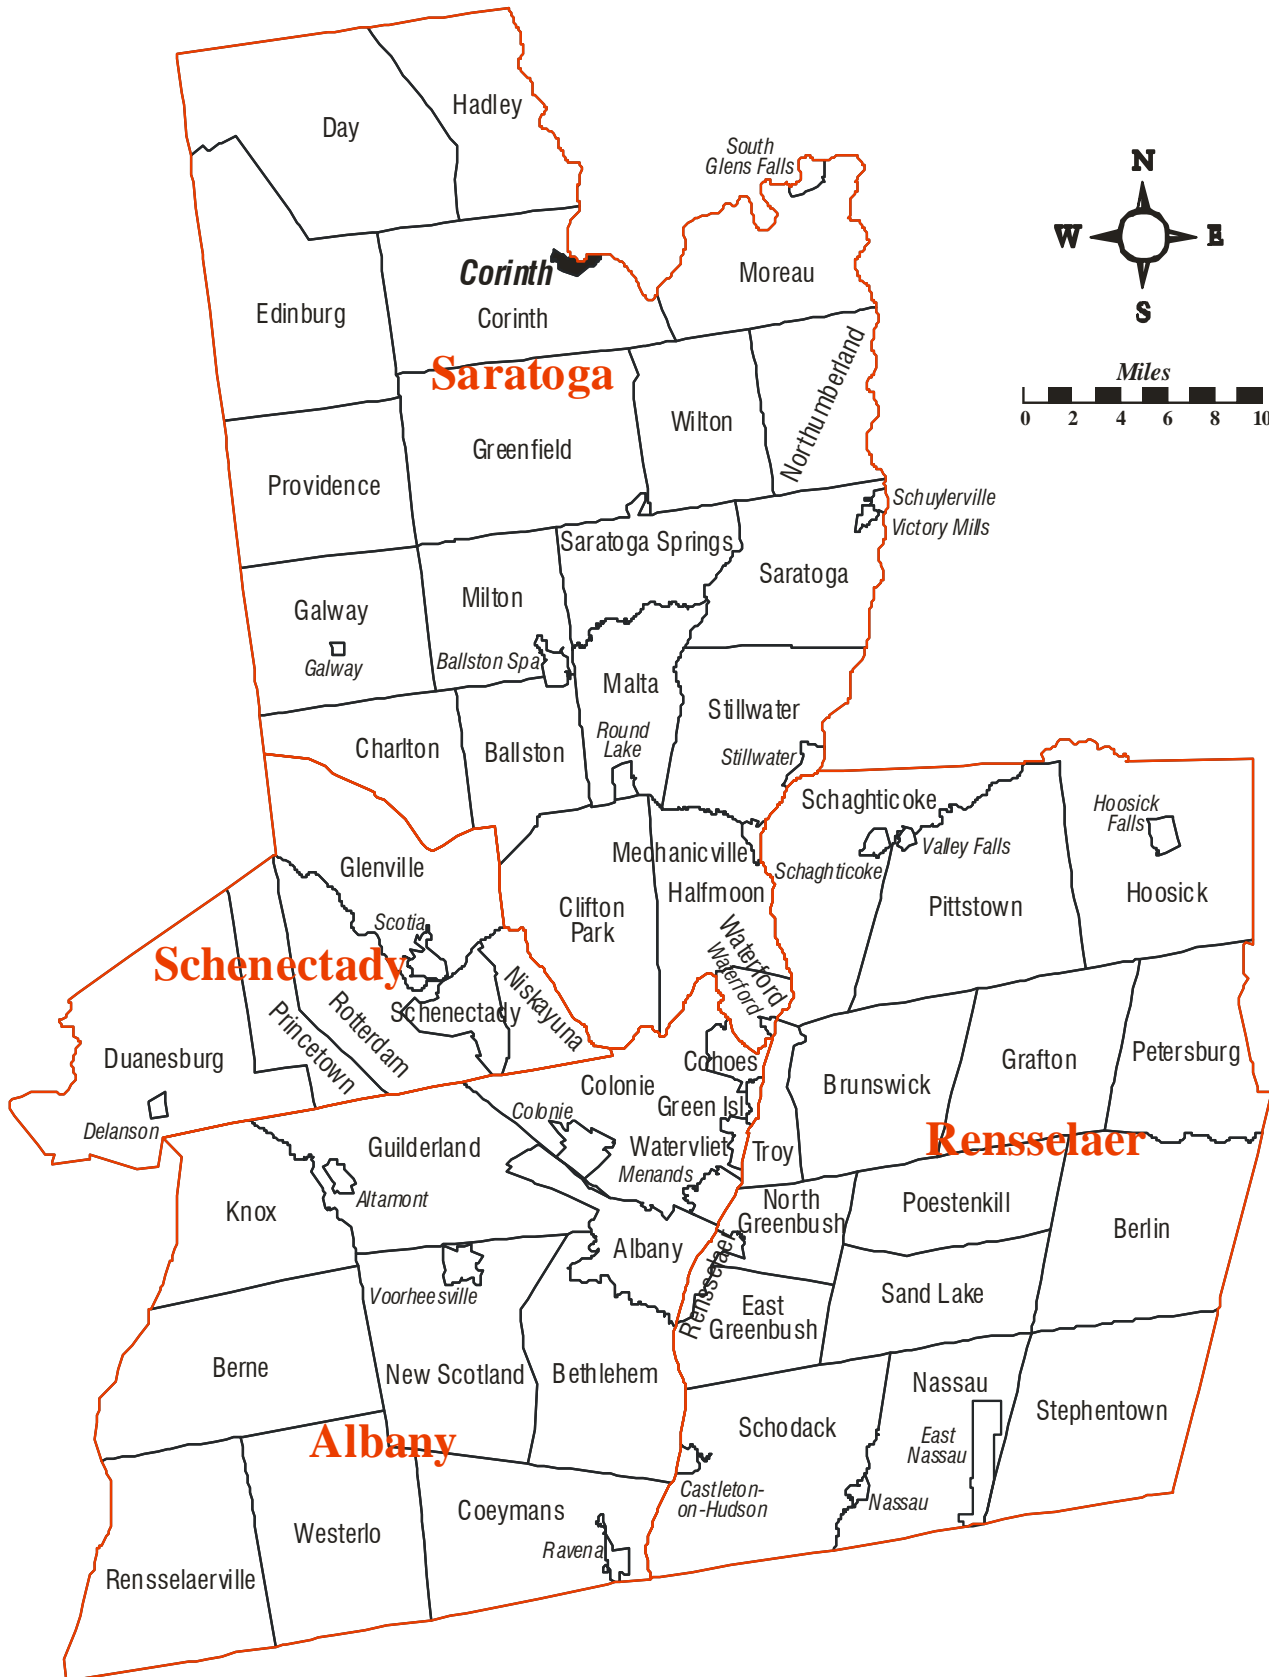 Hadley
Day
South
Glens Falls
N
W
E
S
Corinth
Moreau
Edinburg
Corinth
Saratoga
Miles
0 2 4 6 8 10
Northumberland
Wilton
Greenfield
Providence
Schuylerville
Victory Mills
Saratoga Springs
Saratoga
Milton
Galway
Galway
Ballston Spa
Malta
Stillwater
Round
Lake
Charlton
Ballston
Stillwater
Schaghticoke
Hoosick
Falls
Mechanicville
Valley Falls
Glenville
Schaghticoke
Halfmoon
Hoosick
Clifton
Park
Pittstown
Scotia
Waterford
Waterford
Schenectady
Niskayuna
Schenectady
Rotterdam
Princetown
Duanesburg
Cohoes
Grafton
Petersburg
Colonie
Brunswick
Green Isl
Colonie
Delanson
Rensselaer
Guilderland
Watervliet
Troy
Menands
Altamont
North
Greenbush
Poestenkill
Knox
Berlin
Albany
Rensselaer
Voorheesville
Sand Lake
East
Greenbush
Berne
New Scotland
Bethlehem
Nassau
Stephentown
Schodack
East
Nassau
Albany
Castleton-
on-Hudson
Nassau
Coeymans
Westerlo
Ravena
Rensselaerville